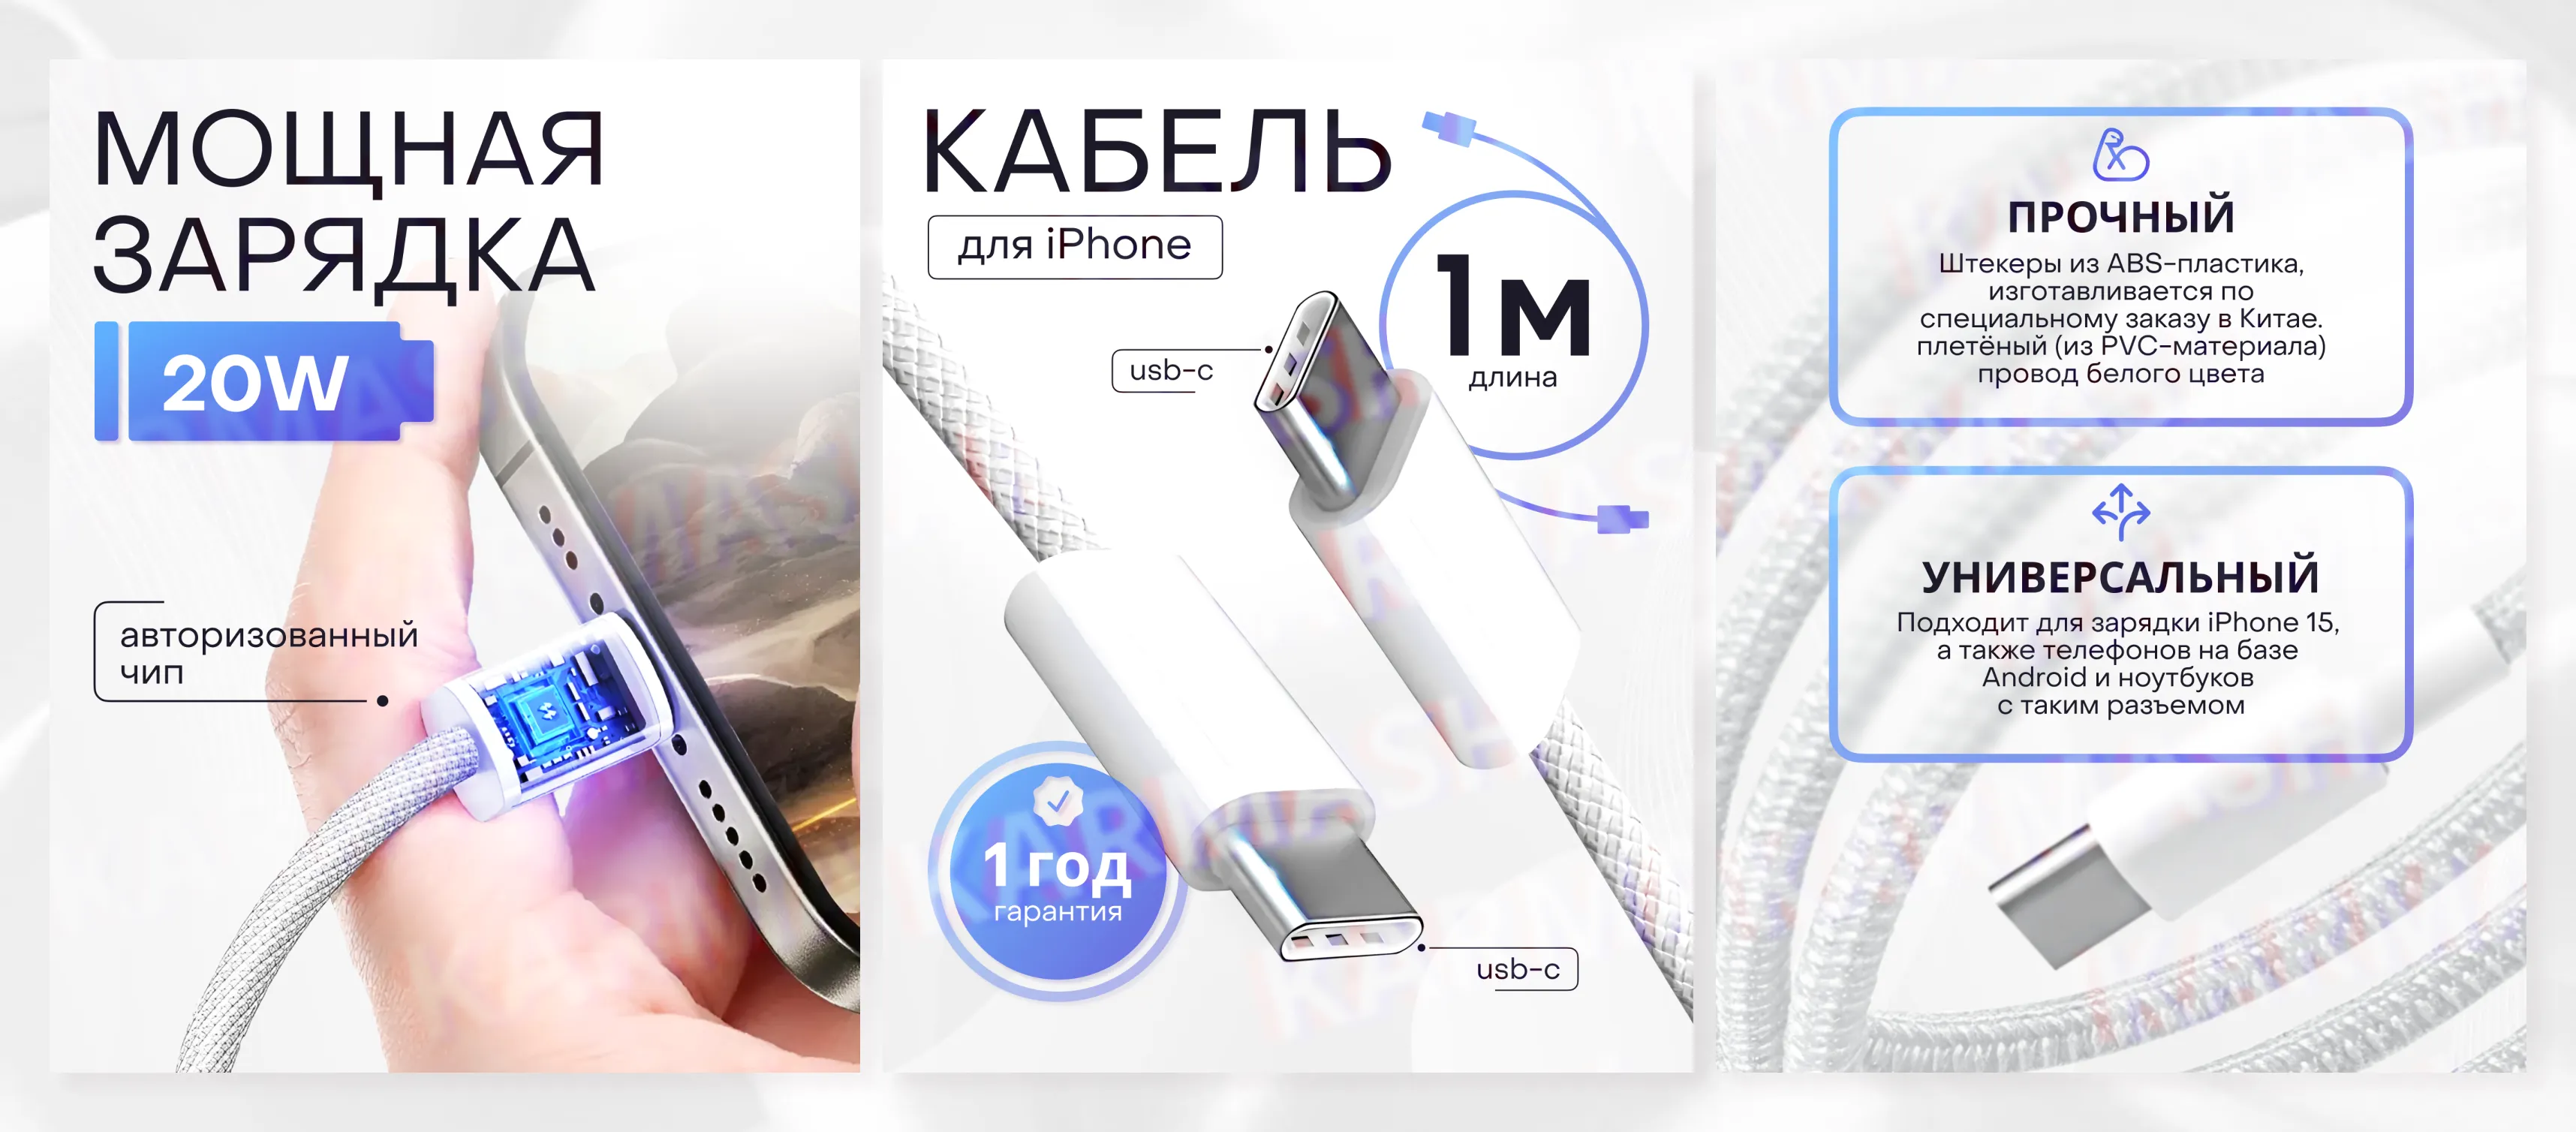 МОЩНАЯ
ЗАРЯДКА
20W
авторизованный
чип
КАБЕЛЬ
для iPhone
1м
длина
usb-c
1 год
гарантия
usb-c
ПРОЧНЫЙ
Штекеры из ABS-пластика,
изготавливается по
специальному заказу в Китае.
плетёный (из PVC-материала)
провод белого цвета
УНИВЕРСАЛЬНЫЙ
Подходит для зарядки iPhone 15,
а также телефонов на базе
Android и ноутбуков
с таким разъемом
KARMASH